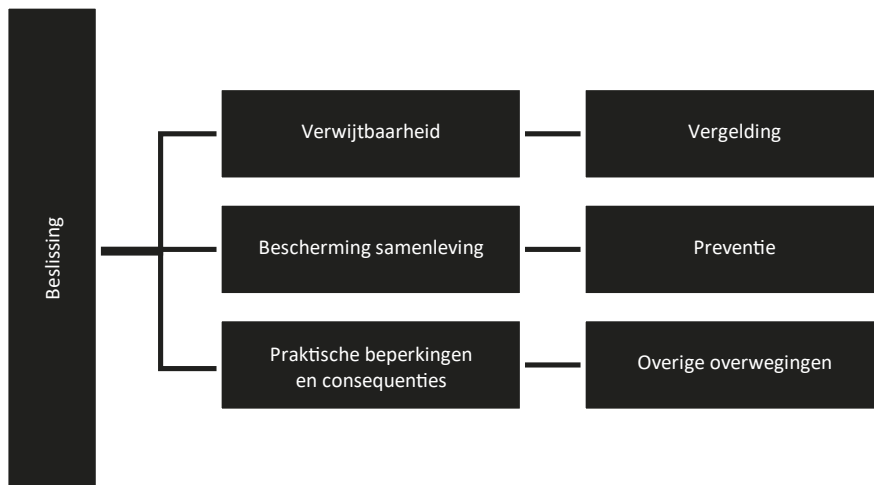 Beslissing
Verwijtbaarheid
Vergelding
Bescherming samenleving
Preventie
Praktische beperkingen
en consequenties
Overige overwegingen